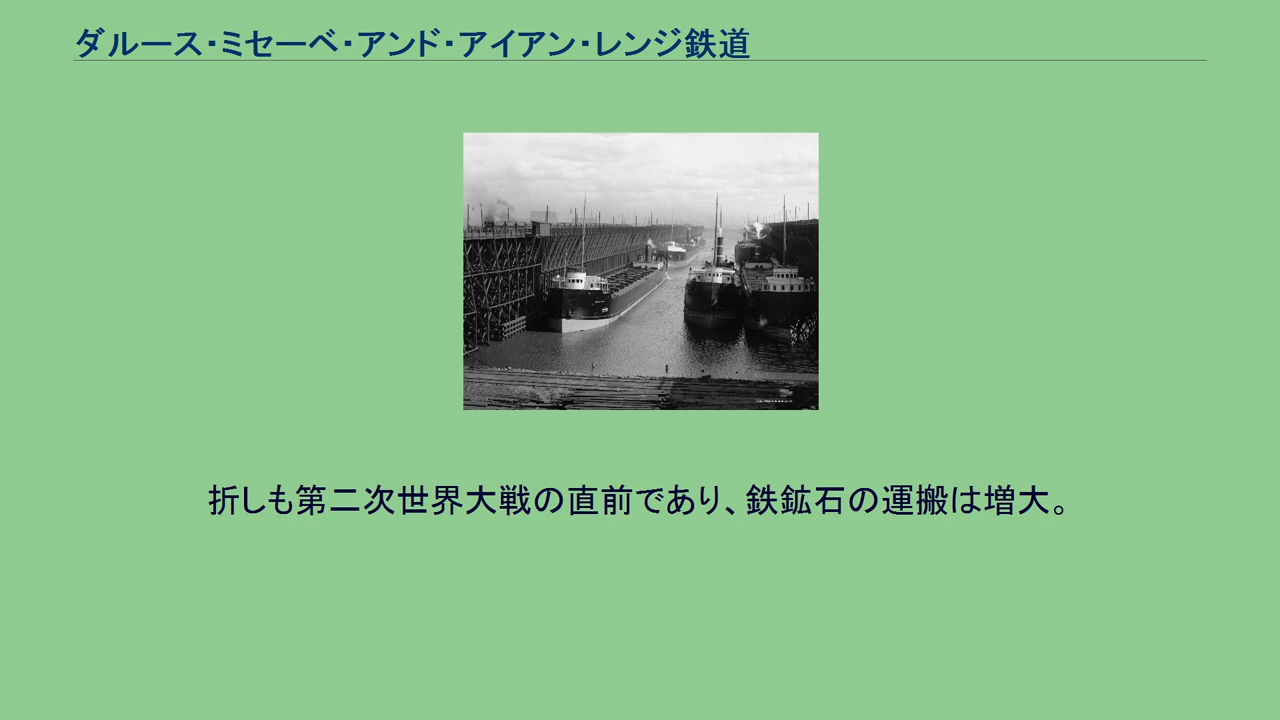 ダルース・ミセーベ・アンド・アイアン・レンジ鉄道
折しも第二次世界大戦の直前であり、鉄鉱石の運搬は増大。